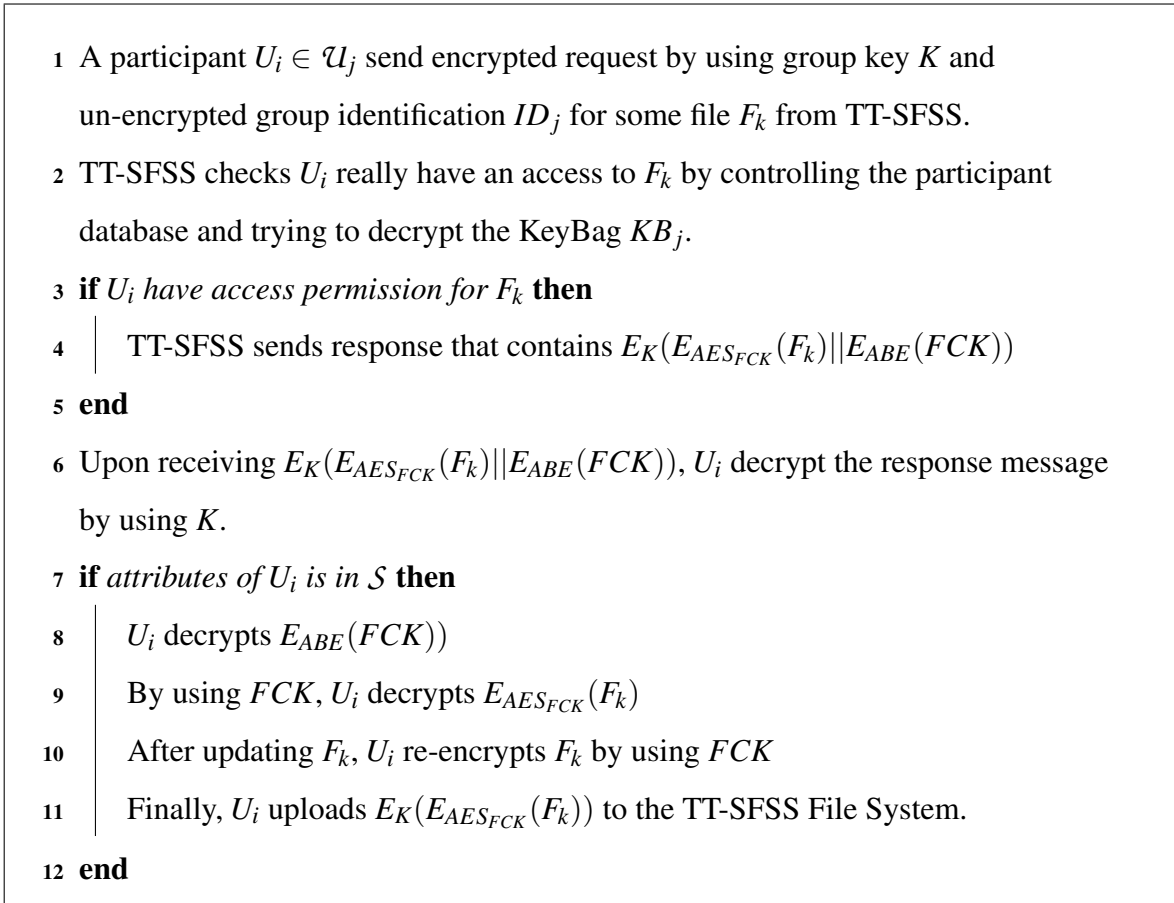 1 A participant $U_i \in \mathcal{U}_j$ send encrypted request by using group key $K$ and
un-encrypted group identification $ID_j$ for some file $F_k$ from TT-SFSS.
2 TT-SFSS checks $U_i$ really have an access to $F_k$ by controlling the participant
database and trying to decrypt the KeyBag $KB_j$.
3 if $U_i$ have access permission for $F_k$ then
4 TT-SFSS sends response that contains $E_K(E_{AES_{FCK}}(F_k)||E_{ABE}(FCK))$
5 end
6 Upon receiving $E_K(E_{AES_{FCK}}(F_k)||E_{ABE}(FCK))$, $U_i$ decrypt the response message
by using $K$.
7 if attributes of $U_i$ is in $\mathcal{S}$ then
8 $U_i$ decrypts $E_{ABE}(FCK))$
9 By using $FCK$, $U_i$ decrypts $E_{AES_{FCK}}(F_k)$
10 After updating $F_k$, $U_i$ re-encrypts $F_k$ by using $FCK$
11 Finally, $U_i$ uploads $E_K(E_{AES_{FCK}}(F_k))$ to the TT-SFSS File System.
12 end